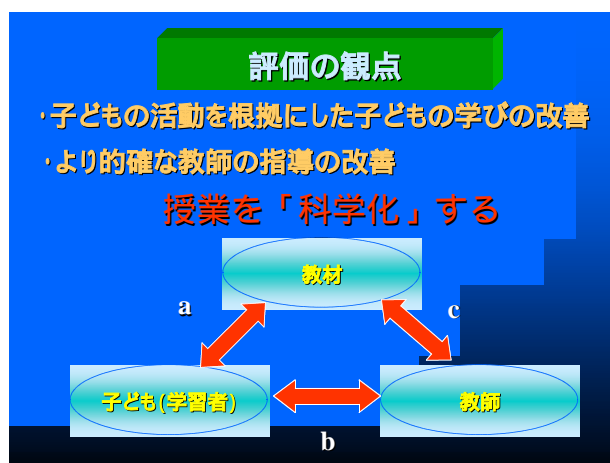 評価の観点
・子どもの活動を根拠にした子どもの学びの改善
・より的確な教師の指導の改善
授業を「科学化」する
教材
a
c
子ども(学習者)
教師
b